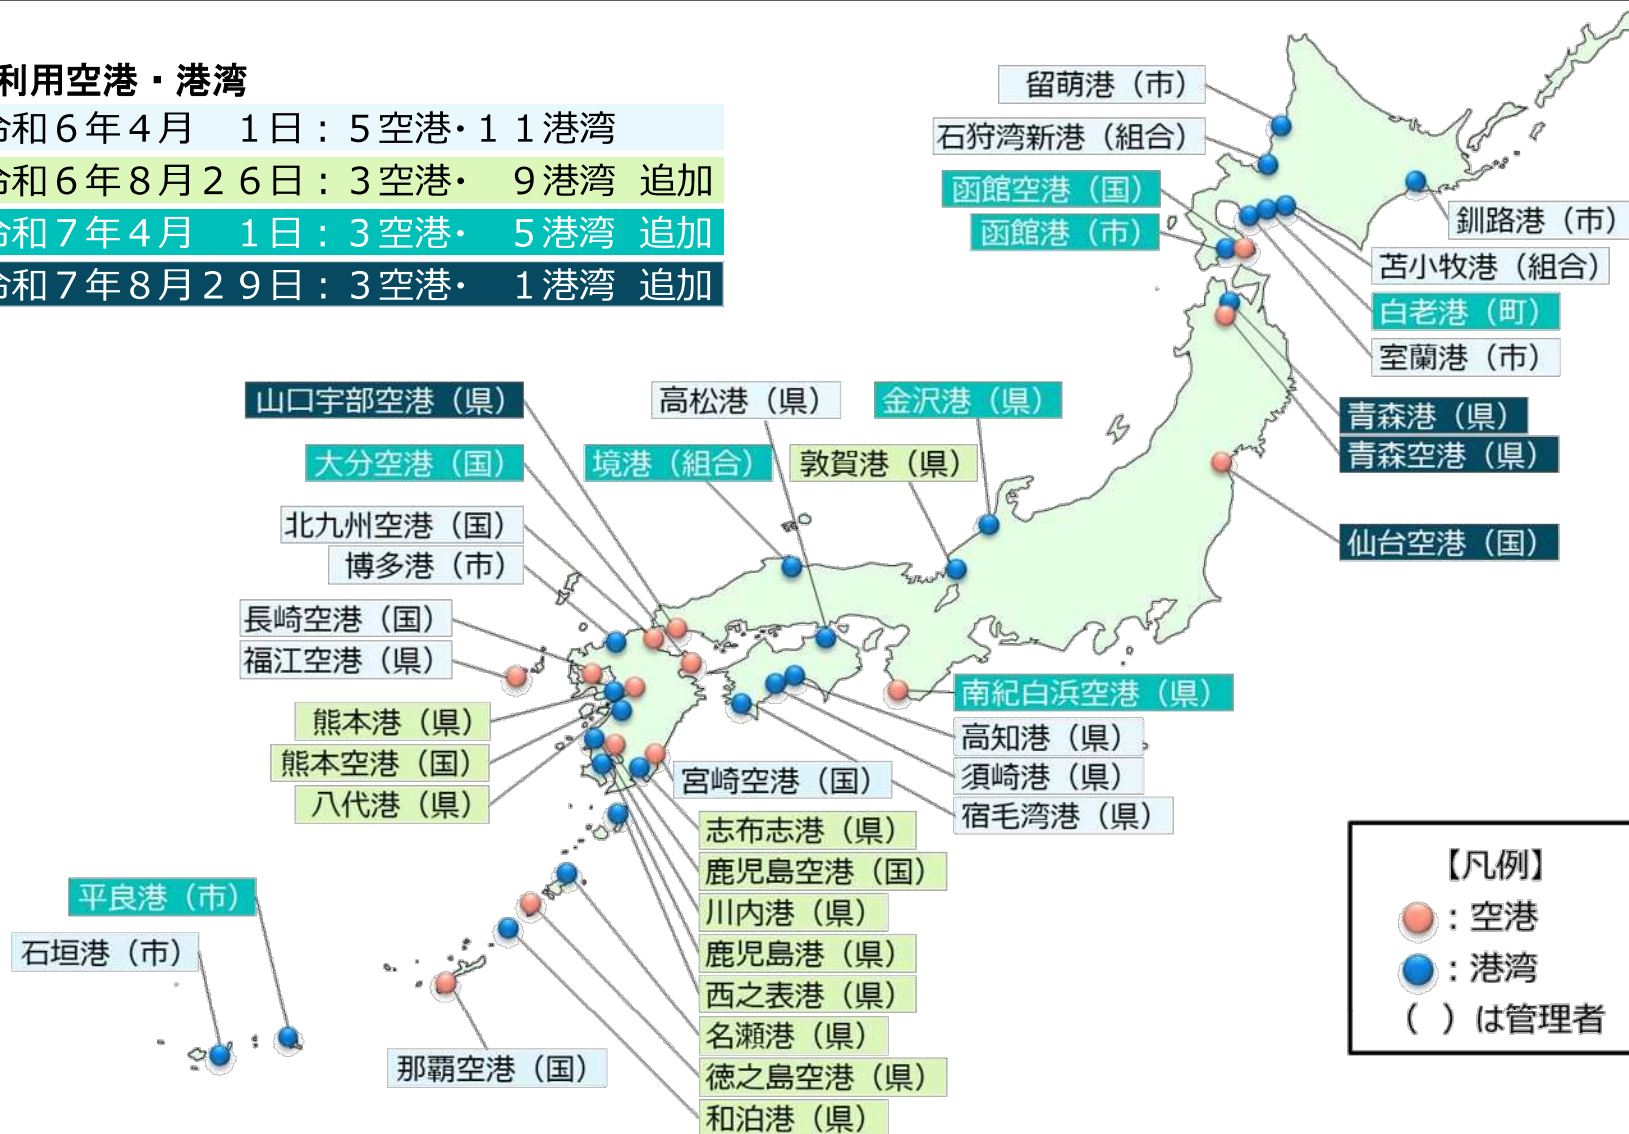 利用空港・港湾
令和６年４月　１日：５空港・１１港湾
令和６年８月２６日：３空港・　９港湾 追加
令和７年４月　１日：３空港・　５港湾 追加
令和７年８月２９日：３空港・　１港湾 追加
留萌港（市）
石狩湾新港（組合）
函館空港（国）
函館港（市）
釧路港（市）
苫小牧港（組合）
白老港（町）
室蘭港（市）
青森港（県）
青森空港（県）
仙台空港（国）
山口宇部空港（県）
高松港（県）
金沢港（県）
大分空港（国）
境港（組合）
敦賀港（県）
北九州空港（国）
博多港（市）
長崎空港（国）
福江空港（県）
熊本港（県）
熊本空港（国）
八代港（県）
南紀白浜空港（県）
高知港（県）
須崎港（県）
宿毛湾港（県）
宮崎空港（国）
志布志港（県）
鹿児島空港（国）
川内港（県）
鹿児島港（県）
西之表港（県）
名瀬港（県）
徳之島空港（県）
和泊港（県）
平良港（市）
石垣港（市）
那覇空港（国）
【凡例】
：空港
：港湾
（　）は管理者